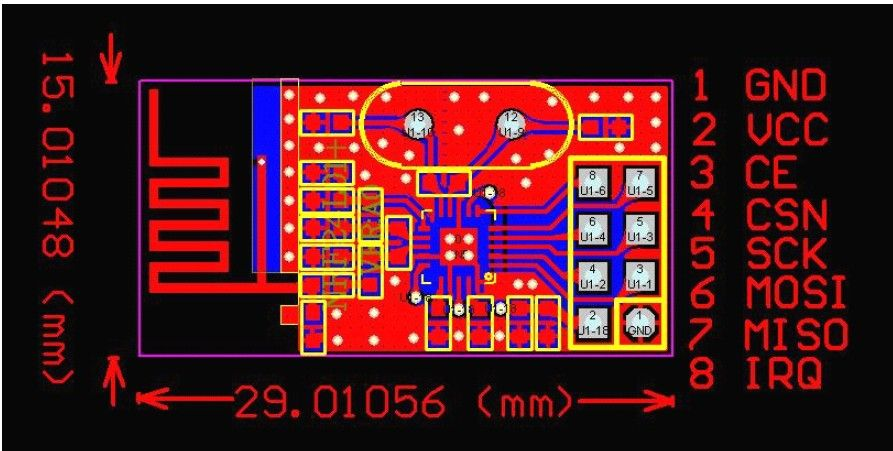 15.01048 (mm)
29.01056 (mm)
1 GND
2 VCC
3 CE
4 CSN
5 SCK
6 MOSI
7 MISO
8 IRQ
13
U1-10
12
U1-9
8
U1-6
7
U1-5
6
U1-4
5
U1-3
4
U1-2
3
U1-1
2
U1-18
1
GND